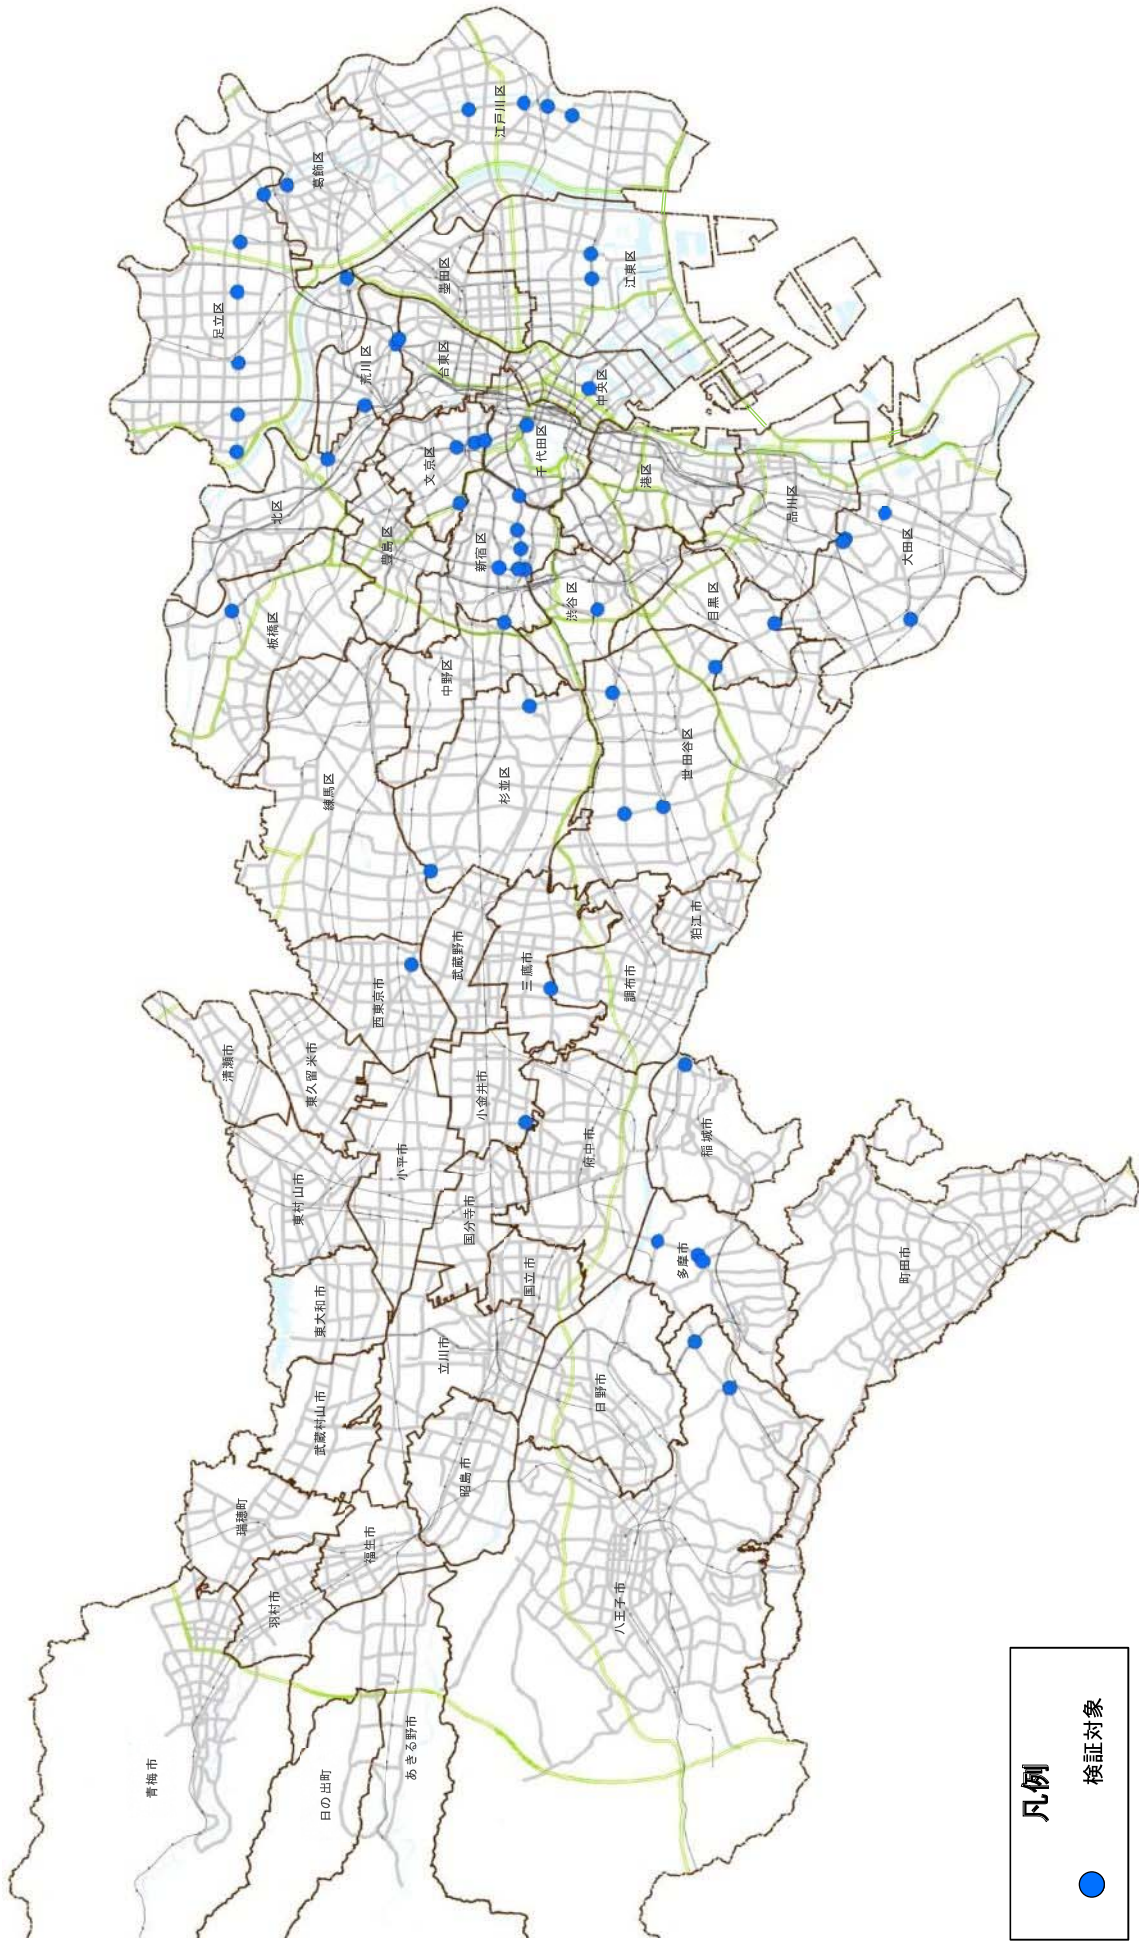 青梅市
日の出町
あきる野市
羽村市
瑞穂町
福生市
武蔵村山市
昭島市
八王子市
東大和市
立川市
日野市
東村山市
小平市
国分寺市
国立市
多摩市
町田市
清瀬市
東久留米市
小金井市
府中市
稲城市
西東京市
武蔵野市
三鷹市
調布市
狛江市
練馬区
杉並区
世田谷区
板橋区
中野区
渋谷区
目黒区
大田区
北区
豊島区
新宿区
文京区
千代田区
港区
品川区
足立区
荒川区
台東区
中央区
葛飾区
墨田区
江東区
江戸川区
凡例
検証対象